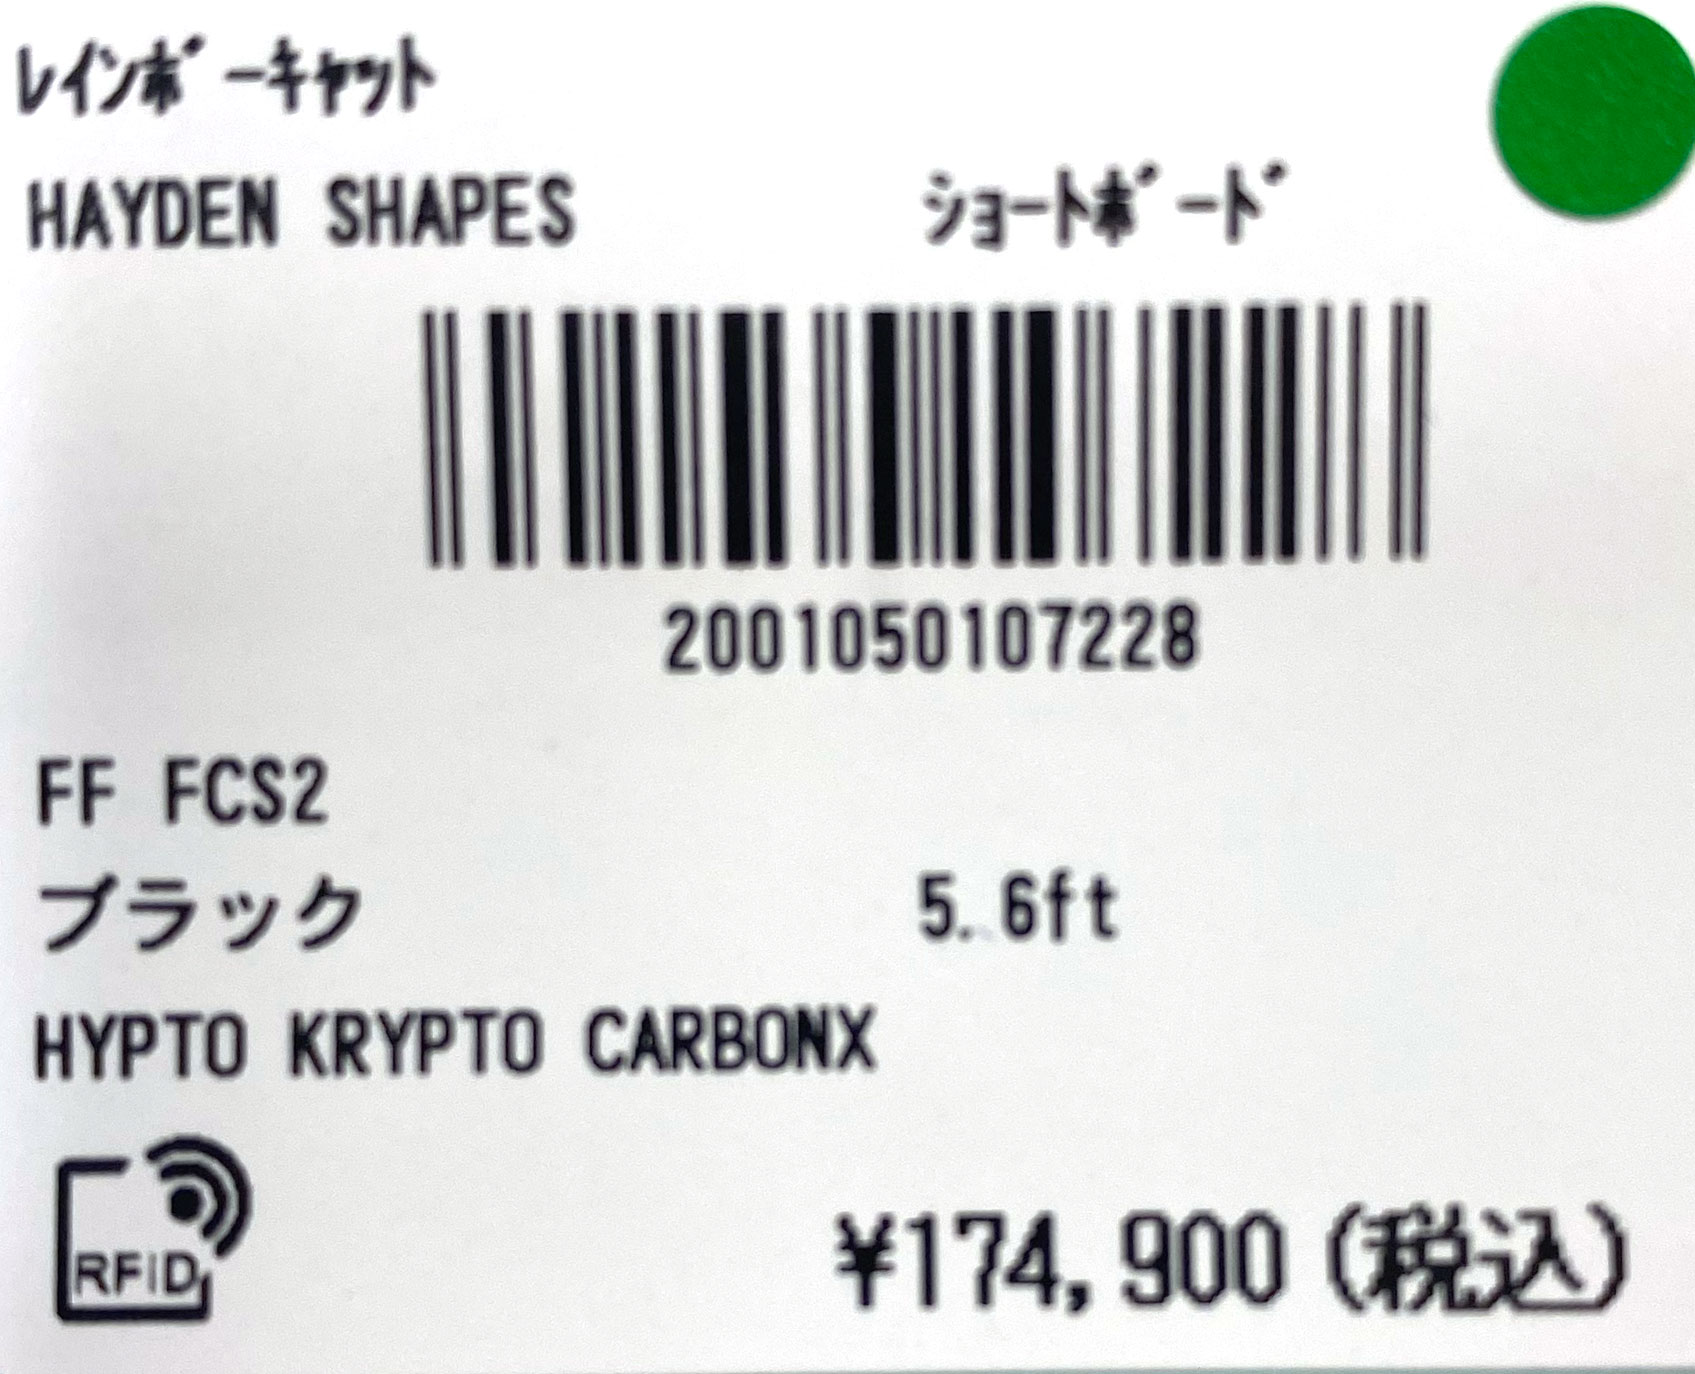 ﾚｲﾝﾎﾞｰｷｬｯﾄ
HAYDEN SHAPES ｼｮｰﾄﾎﾞｰﾄﾞ
2001050107228
FF FCS2
ブラック 5.6ft
HYPTO KRYPTO CARBONX
RFID
¥174,900(税込)